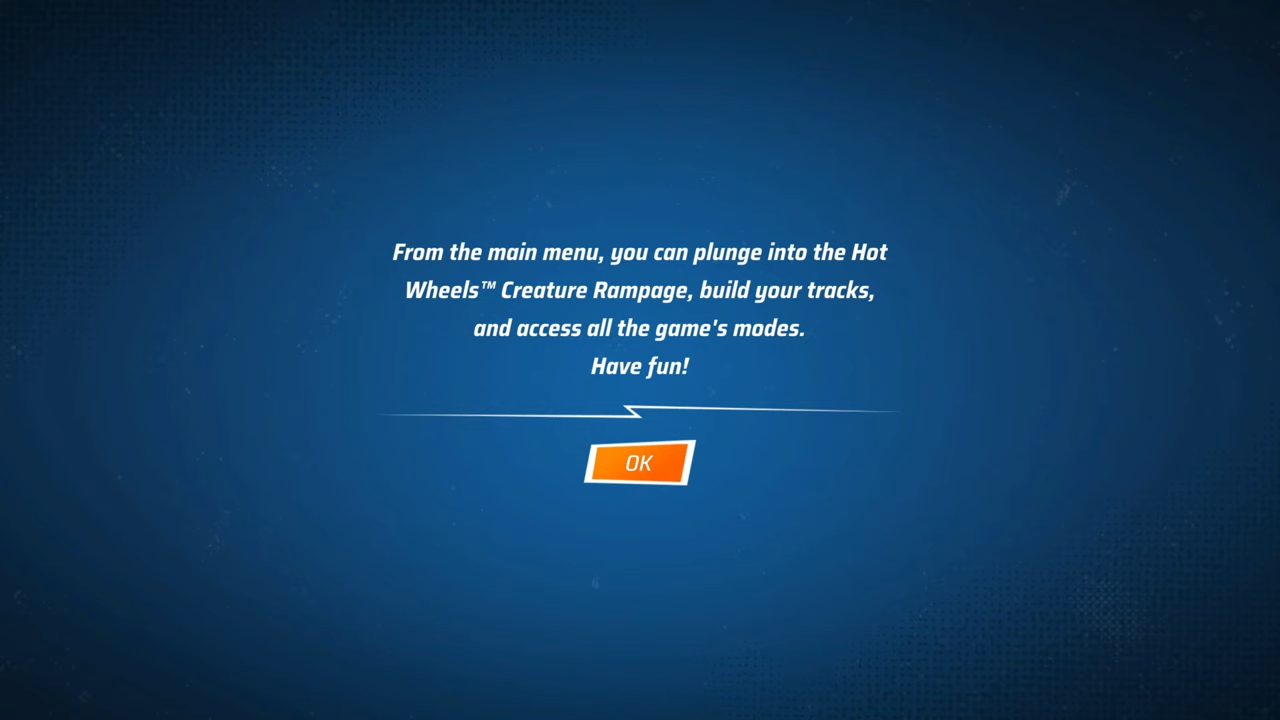 From the main menu, you can plunge into the Hot
Wheels™ Creature Rampage, build your tracks,
and access all the game's modes.
Have fun!
OK